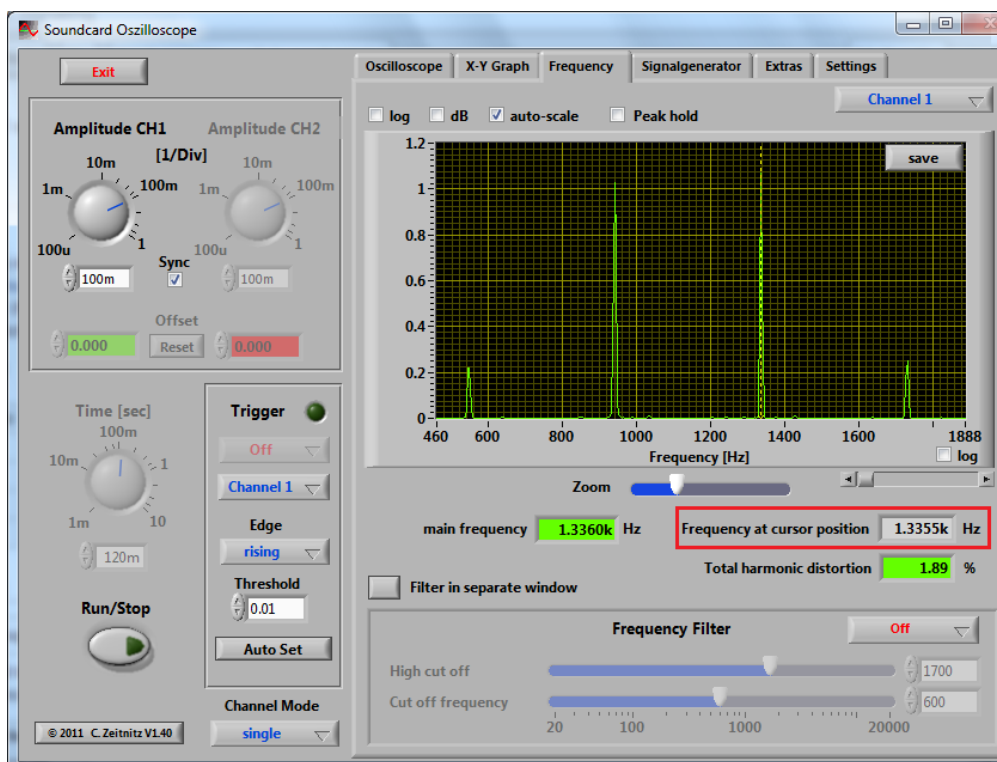 Soundcard Oszilloscope
Exit
Amplitude CH1
Amplitude CH2
[1/Div]
10m
1m
100m
100u
1
10m
1m
100m
100u
1
Sync
100m
100m
Offset
0.000
Reset
0.000
Time [sec]
100m
10m
1
1m
10
120m
Run/Stop
Trigger
Off
Channel 1
Edge
rising
Threshold
0.01
Auto Set
Channel Mode
single
© 2011 C. Zeitnitz V1.40
Oscilloscope
X-Y Graph
Frequency
Signalgenerator
Extras
Settings
Channel 1
log
dB
auto-scale
Peak hold
save
1.2
1
0.8
0.6
0.4
0.2
0
460 600 800 1000 1200 1400 1600 1888
Frequency [Hz]
log
Zoom
main frequency 1.3360k Hz
Frequency at cursor position 1.3355k Hz
Total harmonic distortion 1.89 %
Filter in separate window
Frequency Filter
Off
High cut off
1700
Cut off frequency
600
20 100 1000 20000